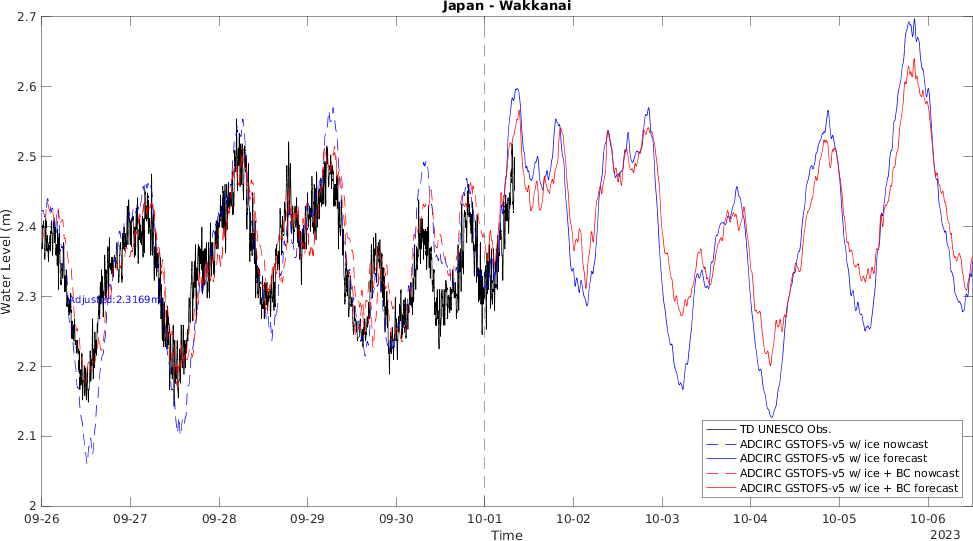 Japan - Wakkanai
2.7
2.6
2.5
2.4
2.3
2.2
2.1
2
Water Level (m)
Adjusted:2.3169m
09-26
09-27
09-28
09-29
09-30
10-01
10-02
10-03
10-04
10-05
10-06
Time
2023
TD UNESCO Obs.
ADCIRC GSTOFS-v5 w/ ice nowcast
ADCIRC GSTOFS-v5 w/ ice forecast
ADCIRC GSTOFS-v5 w/ ice + BC nowcast
ADCIRC GSTOFS-v5 w/ ice + BC forecast